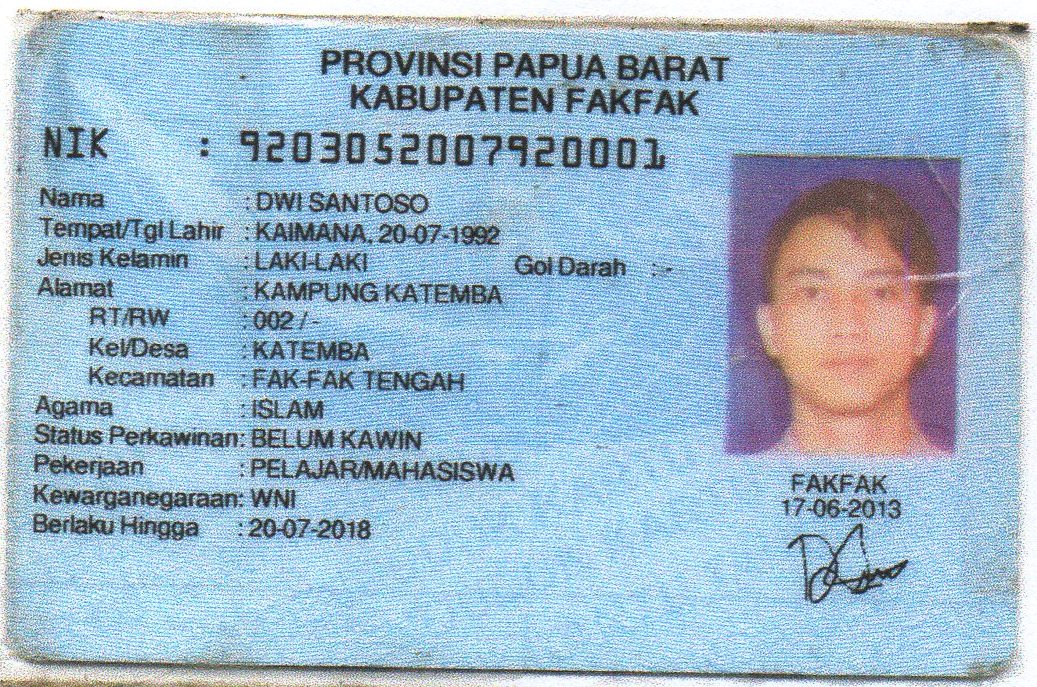 PROVINSI PAPUA BARAT
KABUPATEN FAKFAK
NIK : 9203052007920001
Nama : DWI SANTOSO
Tempat/Tgl Lahir : KAIMANA, 20-07-1992
Jenis Kelamin : LAKI-LAKI Gol Darah : -
Alamat : KAMPUNG KATEMBA
RT/RW : 002 / -
Kel/Desa : KATEMBA
Kecamatan : FAK-FAK TENGAH
Agama : ISLAM
Status Perkawinan: BELUM KAWIN
Pekerjaan : PELAJAR/MAHASISWA
Kewarganegaraan: WNI
Berlaku Hingga : 20-07-2018
FAKFAK
17-06-2013